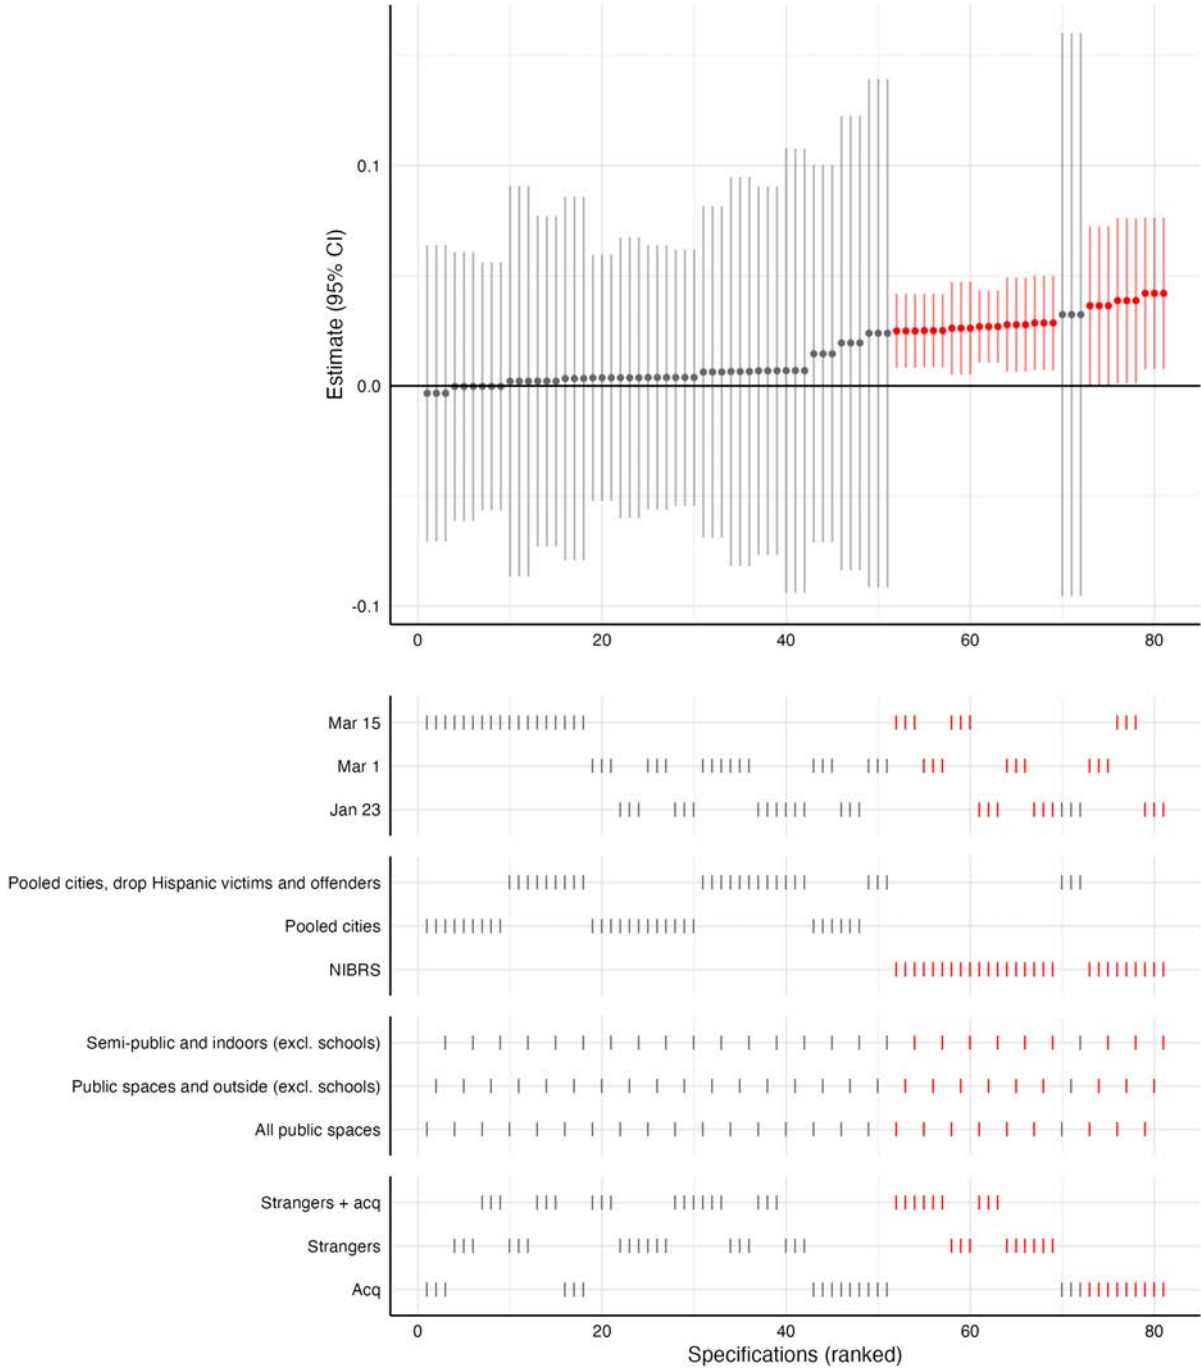 Estimate (95% CI)
0.1
0.0
-0.1
0 20 40 60 80
Mar 15
Mar 1
Jan 23
Pooled cities, drop Hispanic victims and offenders
Pooled cities
NIBRS
Semi-public and indoors (excl. schools)
Public spaces and outside (excl. schools)
All public spaces
Strangers + acq
Strangers
Acq
0 20 40 60 80
Specifications (ranked)